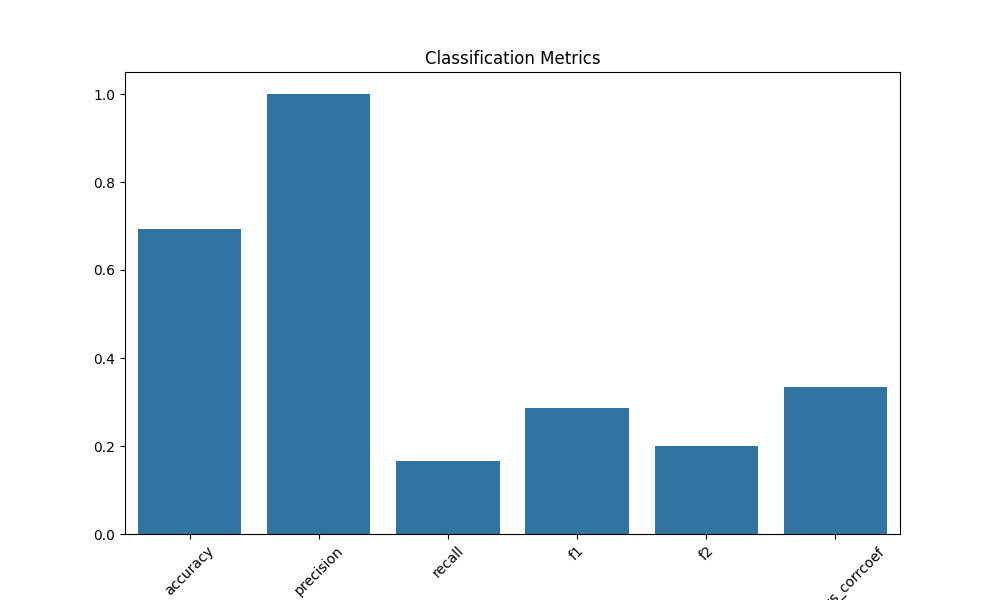 Classification Metrics
1.0
0.8
0.6
0.4
0.2
0.0
accuracy
precision
recall
f1
f2
s_corrcoef